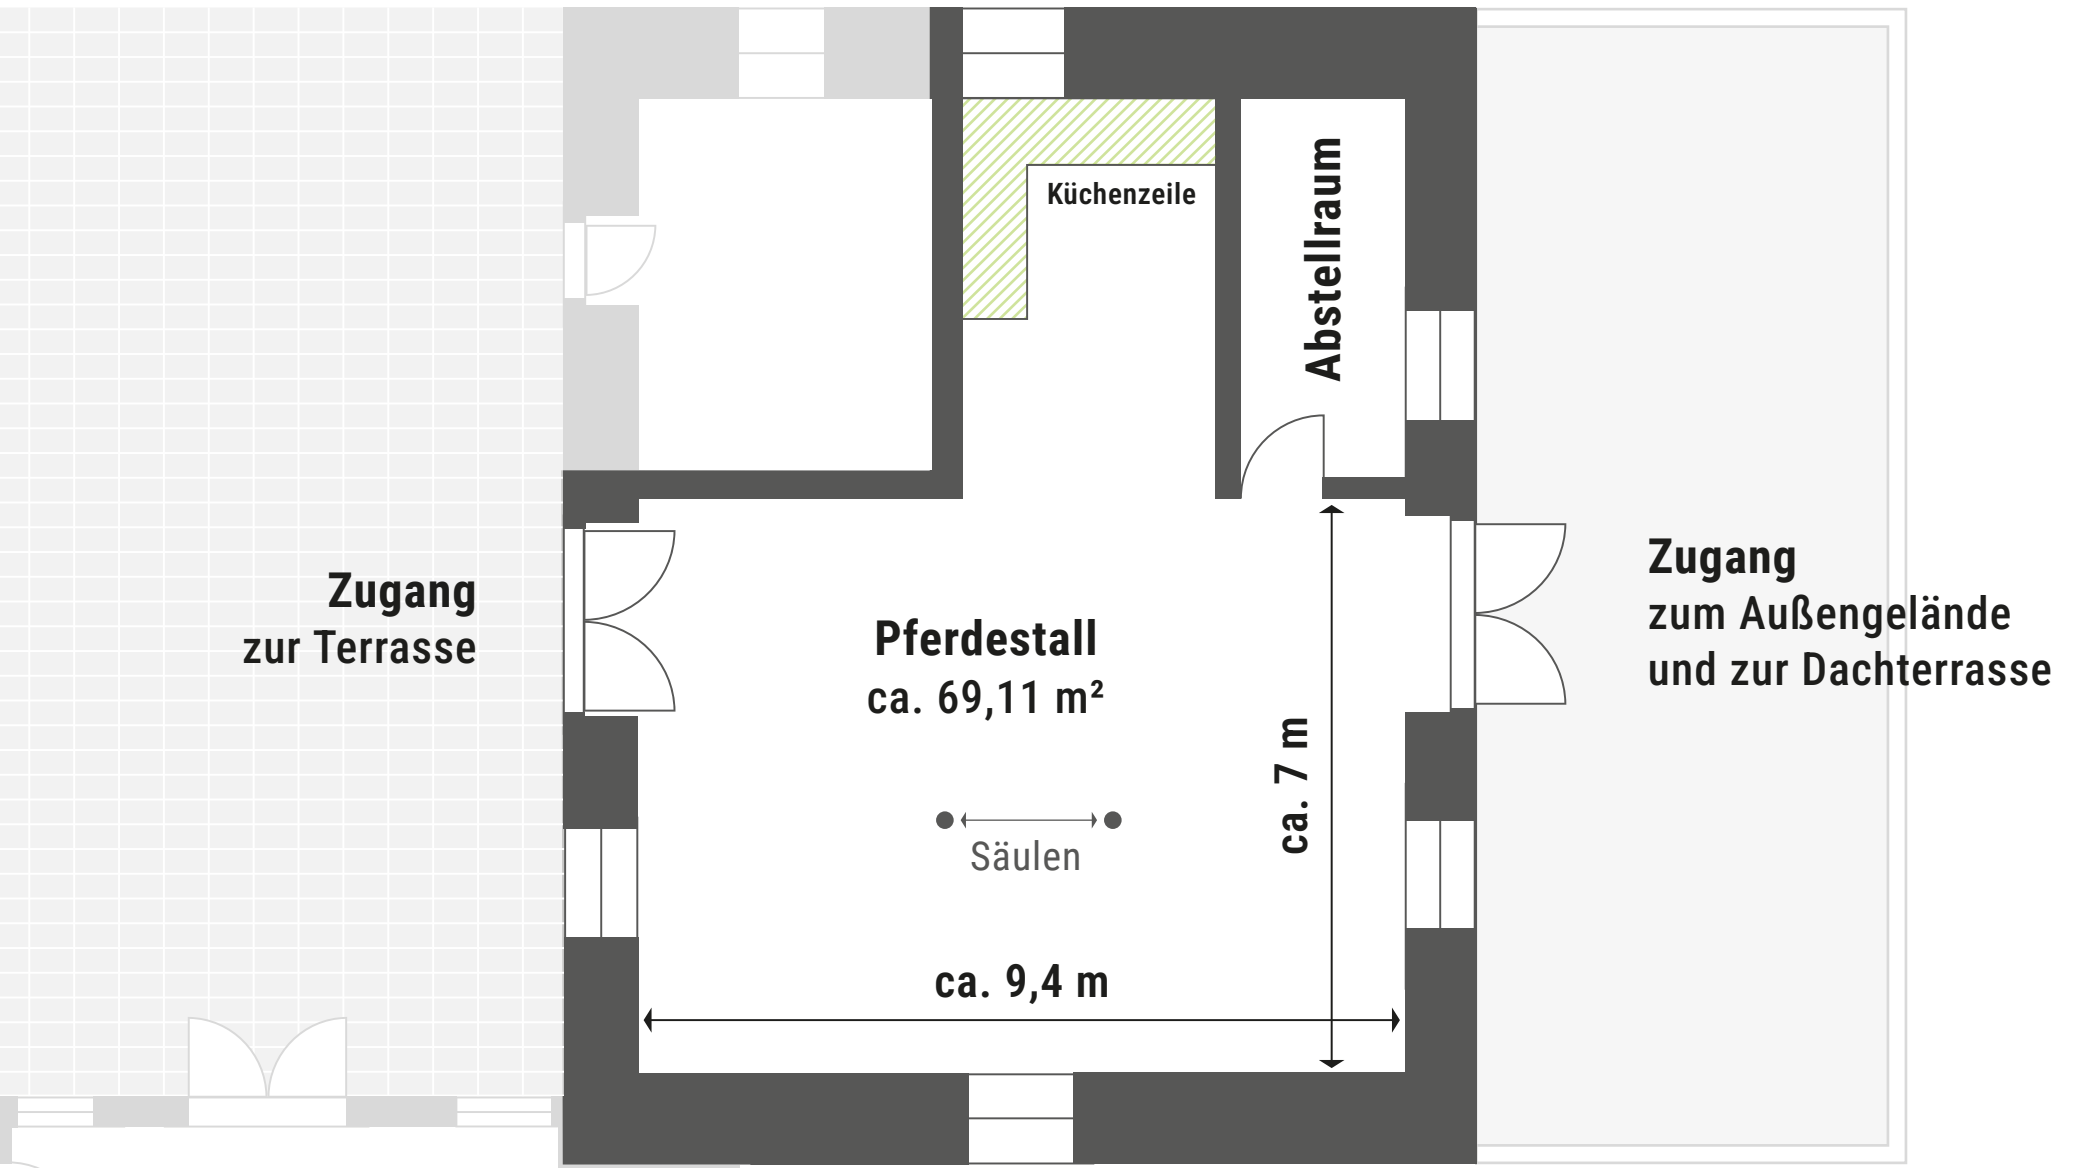 Küchenzeile
Abstellraum
Zugang
zur Terrasse
Pferdestall
ca. 69,11 m²
Zugang
zum Außengelände
und zur Dachterrasse
ca. 7 m
Säulen
ca. 9,4 m